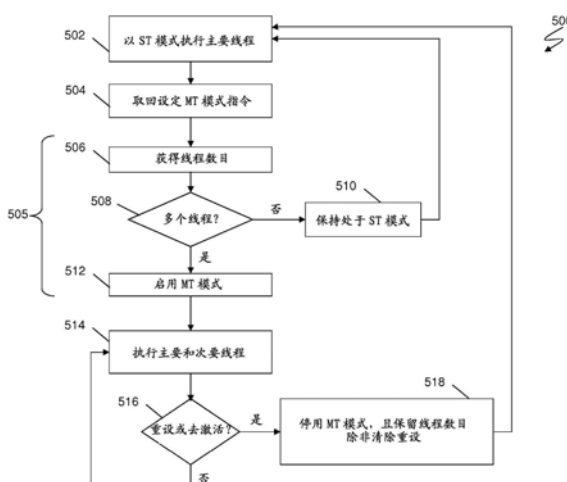 502
以 ST 模式执行主要线程
504
取回设定 MT 模式指令
506
获得线程数目
505
508
多个线程?
否
510
保持处于 ST 模式
是
512
启用 MT 模式
514
执行主要和次要线程
516
重设或去激活?
是
518
停用 MT 模式，且保留线程数目
除非清除重设
否